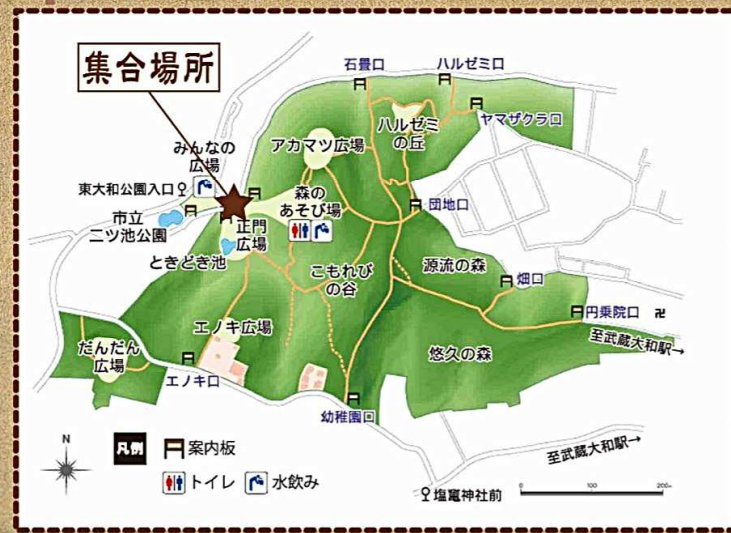 集合場所
石畳口
ハルゼミ口
ヤマザクラ口
ハルゼミ
の丘
アカマツ広場
みんなの
広場
東大和公園入口
森の
あそび場
団地口
市立
二ツ池公園
正門
広場
ときどき池
こもれび
の谷
源流の森
畑口
円乗院口
卍
至武蔵大和駅→
エノキ広場
悠久の森
だんだん
広場
エノキ口
幼稚園口
N
凡例
案内板
トイレ
水飲み
至武蔵大和駅→
塩竈神社前
0 100 200m